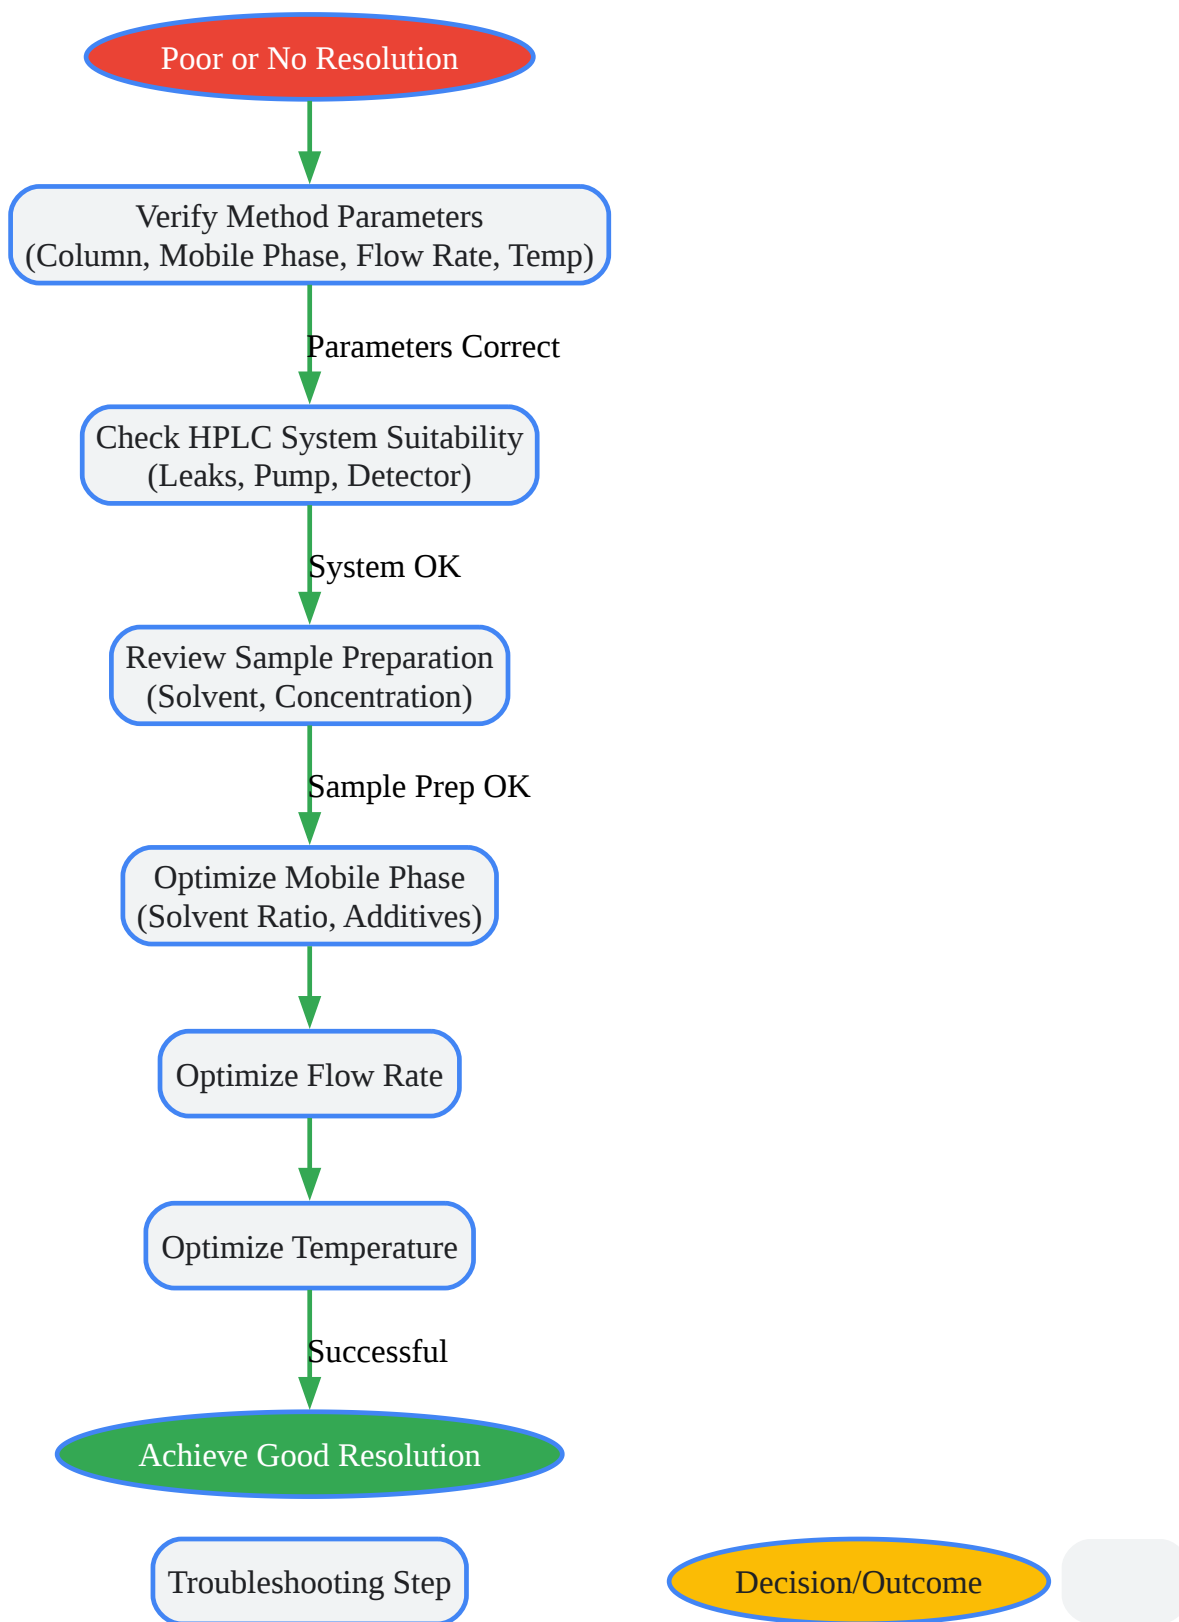 Poor or No Resolution
Verify Method Parameters
(Column, Mobile Phase, Flow Rate, Temp)
Parameters Correct
Check HPLC System Suitability
(Leaks, Pump, Detector)
System OK
Review Sample Preparation
(Solvent, Concentration)
Sample Prep OK
Optimize Mobile Phase
(Solvent Ratio, Additives)
Optimize Flow Rate
Optimize Temperature
Successful
Achieve Good Resolution
Troubleshooting Step
Decision/Outcome